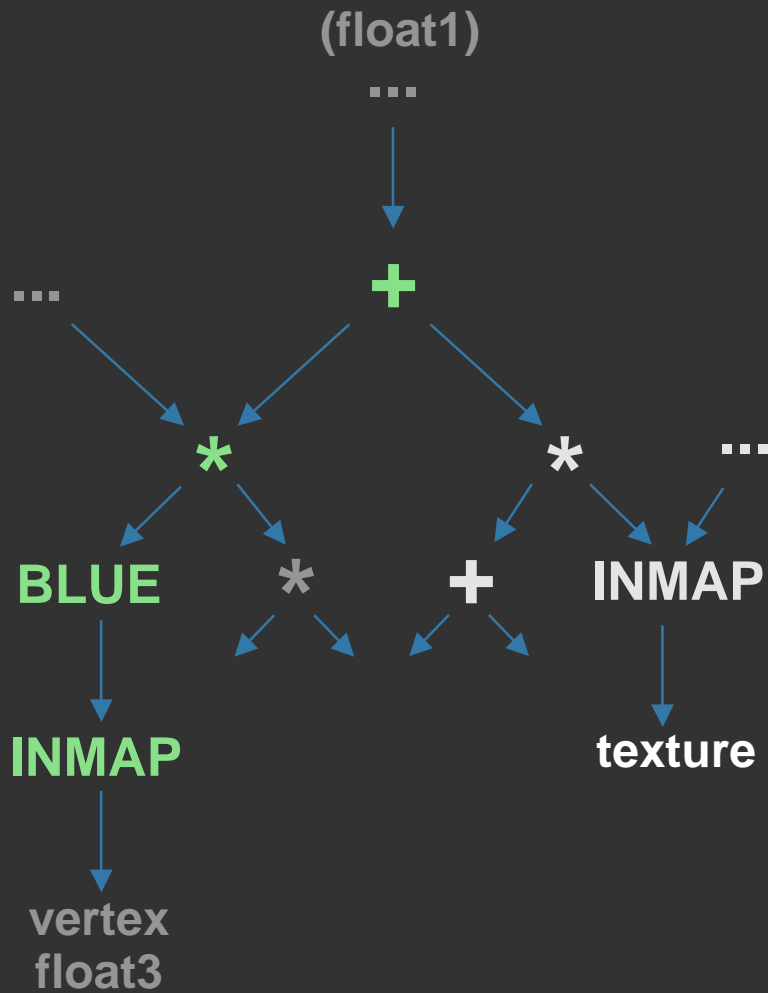 (float1)
...
+
...
*
*
...
BLUE
*
+
INMAP
INMAP
texture
vertex
float3